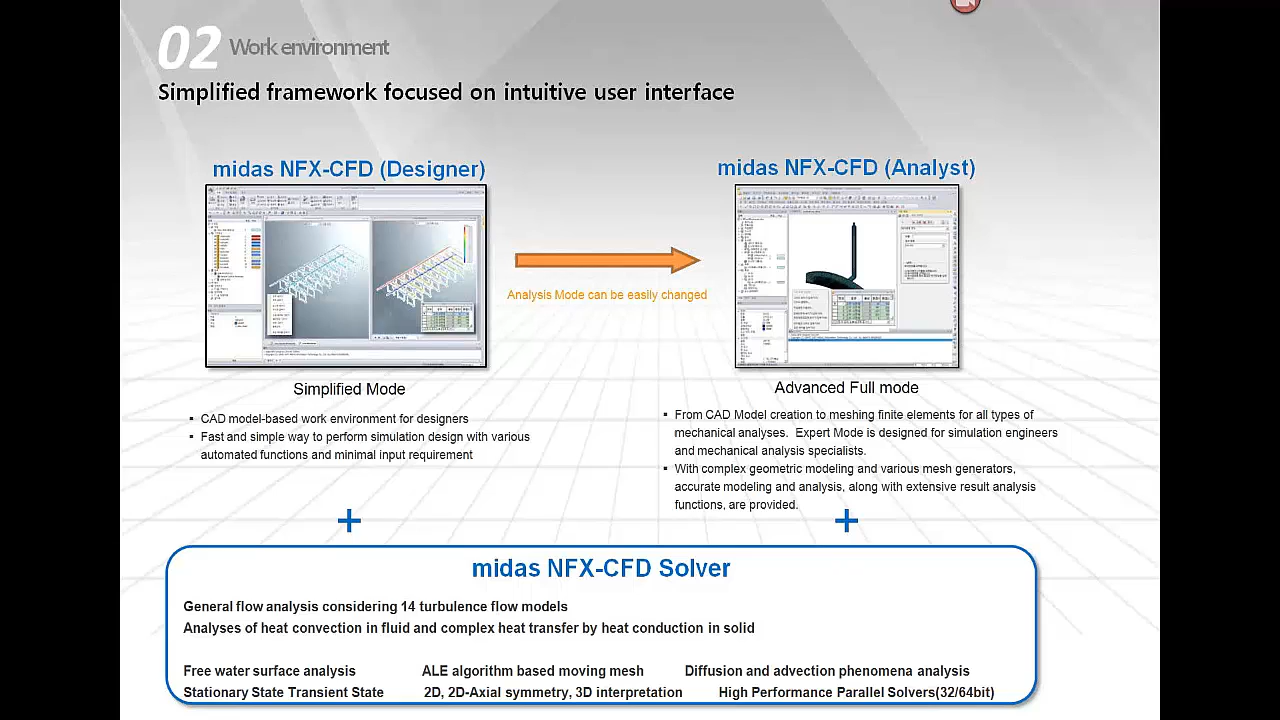 02 Work environment
Simplified framework focused on intuitive user interface
midas NFX-CFD (Designer)
midas NFX-CFD (Analyst)
Analysis Mode can be easily changed
Simplified Mode
▪ CAD model-based work environment for designers
▪ Fast and simple way to perform simulation design with various
automated functions and minimal input requirement
Advanced Full mode
▪ From CAD Model creation to meshing finite elements for all types of
mechanical analyses. Expert Mode is designed for simulation engineers
and mechanical analysis specialists.
▪ With complex geometric modeling and various mesh generators,
accurate modeling and analysis, along with extensive result analysis
functions, are provided.
+ +
midas NFX-CFD Solver
General flow analysis considering 14 turbulence flow models
Analyses of heat convection in fluid and complex heat transfer by heat conduction in solid
Free water surface analysis ALE algorithm based moving mesh Diffusion and advection phenomena analysis
Stationary State Transient State 2D, 2D-Axial symmetry, 3D interpretation High Performance Parallel Solvers(32/64bit)